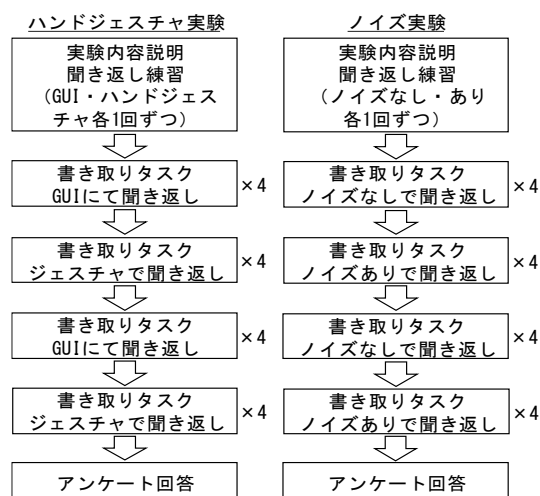 ハンドジェスチャ実験
実験内容説明
聞き返し練習
(GUI・ハンドジェス
チャ各1回ずつ)
書き取りタスク
GUIにて聞き返し
×4
書き取りタスク
ジェスチャで聞き返し
×4
書き取りタスク
GUIにて聞き返し
×4
書き取りタスク
ジェスチャで聞き返し
×4
アンケート回答
ノイズ実験
実験内容説明
聞き返し練習
(ノイズなし・あり
各1回ずつ)
書き取りタスク
ノイズなしで聞き返し
×4
書き取りタスク
ノイズありで聞き返し
×4
書き取りタスク
ノイズなしで聞き返し
×4
書き取りタスク
ノイズありで聞き返し
×4
アンケート回答